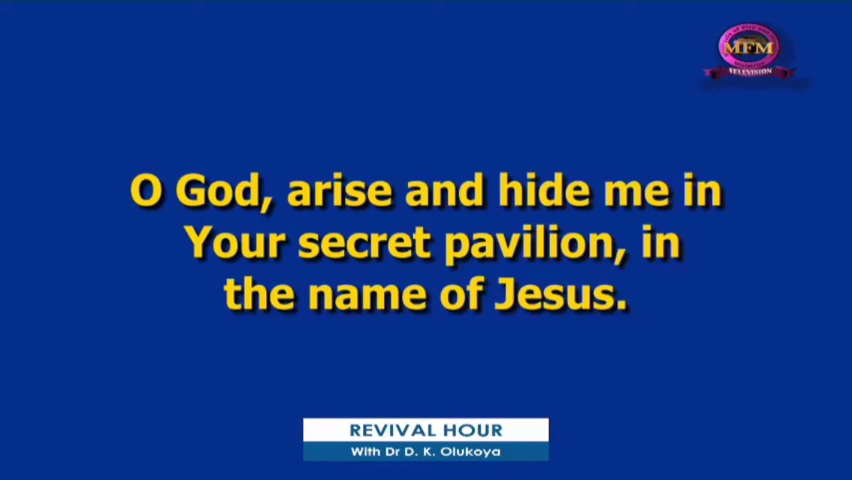 MFM
TELEVISION
O God, arise and hide me in
Your secret pavilion, in
the name of Jesus.
REVIVAL HOUR
With Dr D. K. Olukoya